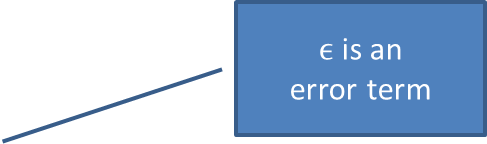 ϵ is an
error term